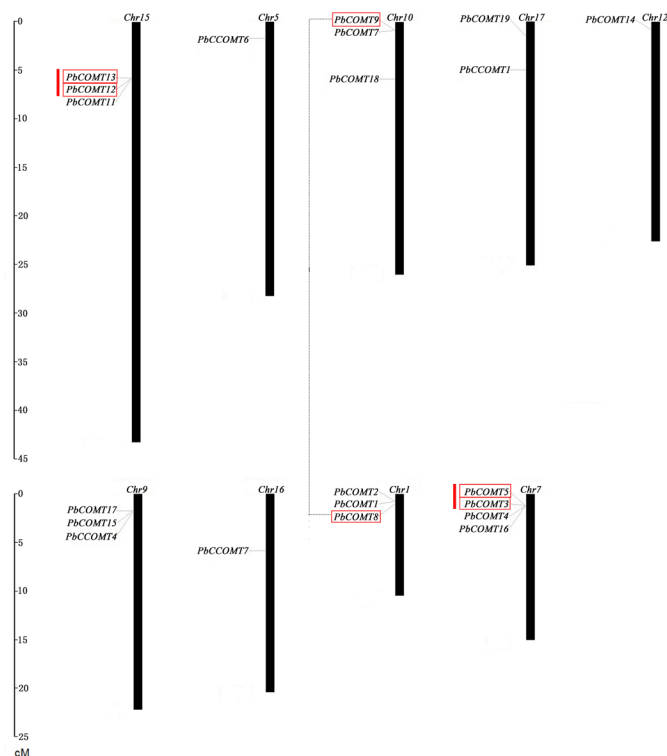 Chr15
Chr5
Chr10
Chr17
Chr12
0
5
10
15
20
25
30
35
40
45
PbCOMT13
PbCOMT12
PbCOMT11
PbCCOMT6
PbCOMT9
PbCOMT7
PbCOMT18
PbCOMT19
PbCCOMT1
PbCOMT14
Chr9
Chr16
Chr1
Chr7
0
5
10
15
20
25
cM
PbCOMT17
PbCOMT15
PbCCOMT4
PbCCOMT7
PbCOMT2
PbCOMT1
PbCOMT8
PbCOMT5
PbCOMT3
PbCOMT4
PbCOMT16